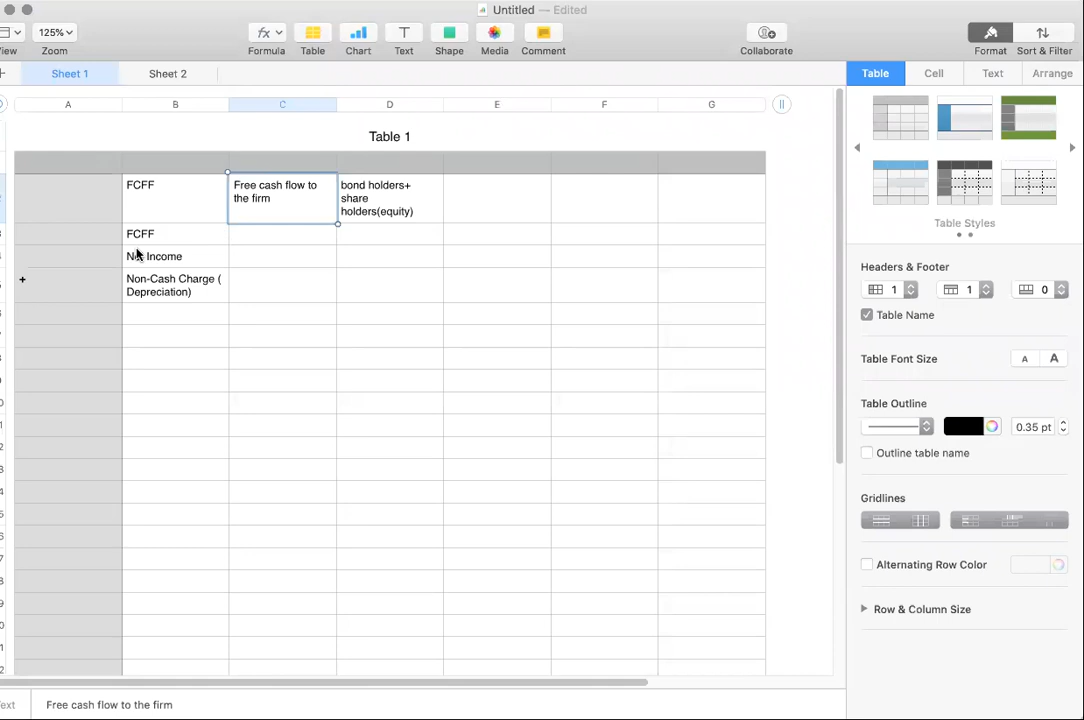 Untitled — Edited
125%
View
Zoom
Formula
Table
Chart
Text
Shape
Media
Comment
Collaborate
Format
Sort & Filter
Sheet 1
Sheet 2
Table
Cell
Text
Arrange
A
B
C
D
E
F
G
Table 1
FCFF
Free cash flow to
the firm
bond holders+
share
holders(equity)
FCFF
Net Income
+
Non-Cash Charge (
Depreciation)
Table Styles
Headers & Footer
1
1
0
Table Name
Table Font Size
A
A
Table Outline
0.35 pt
Outline table name
Gridlines
Alternating Row Color
Row & Column Size
Text
Free cash flow to the firm